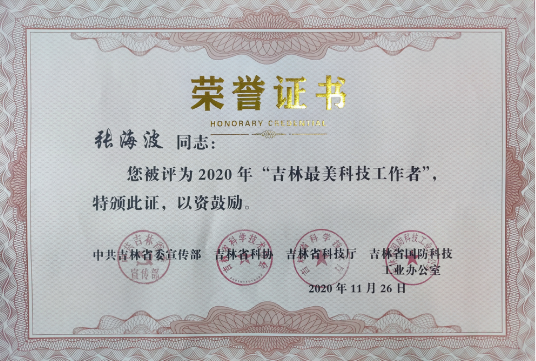 荣誉证书
HONORARY CREDENTIAL
张海波 同志：
您被评为2020年“吉林最美科技工作者”，
特颁此证，以资鼓励。
中共吉林省委宣传部 吉林省科协 吉林省科技厅 吉林省国防科技
工业办公室
2020年11月26日